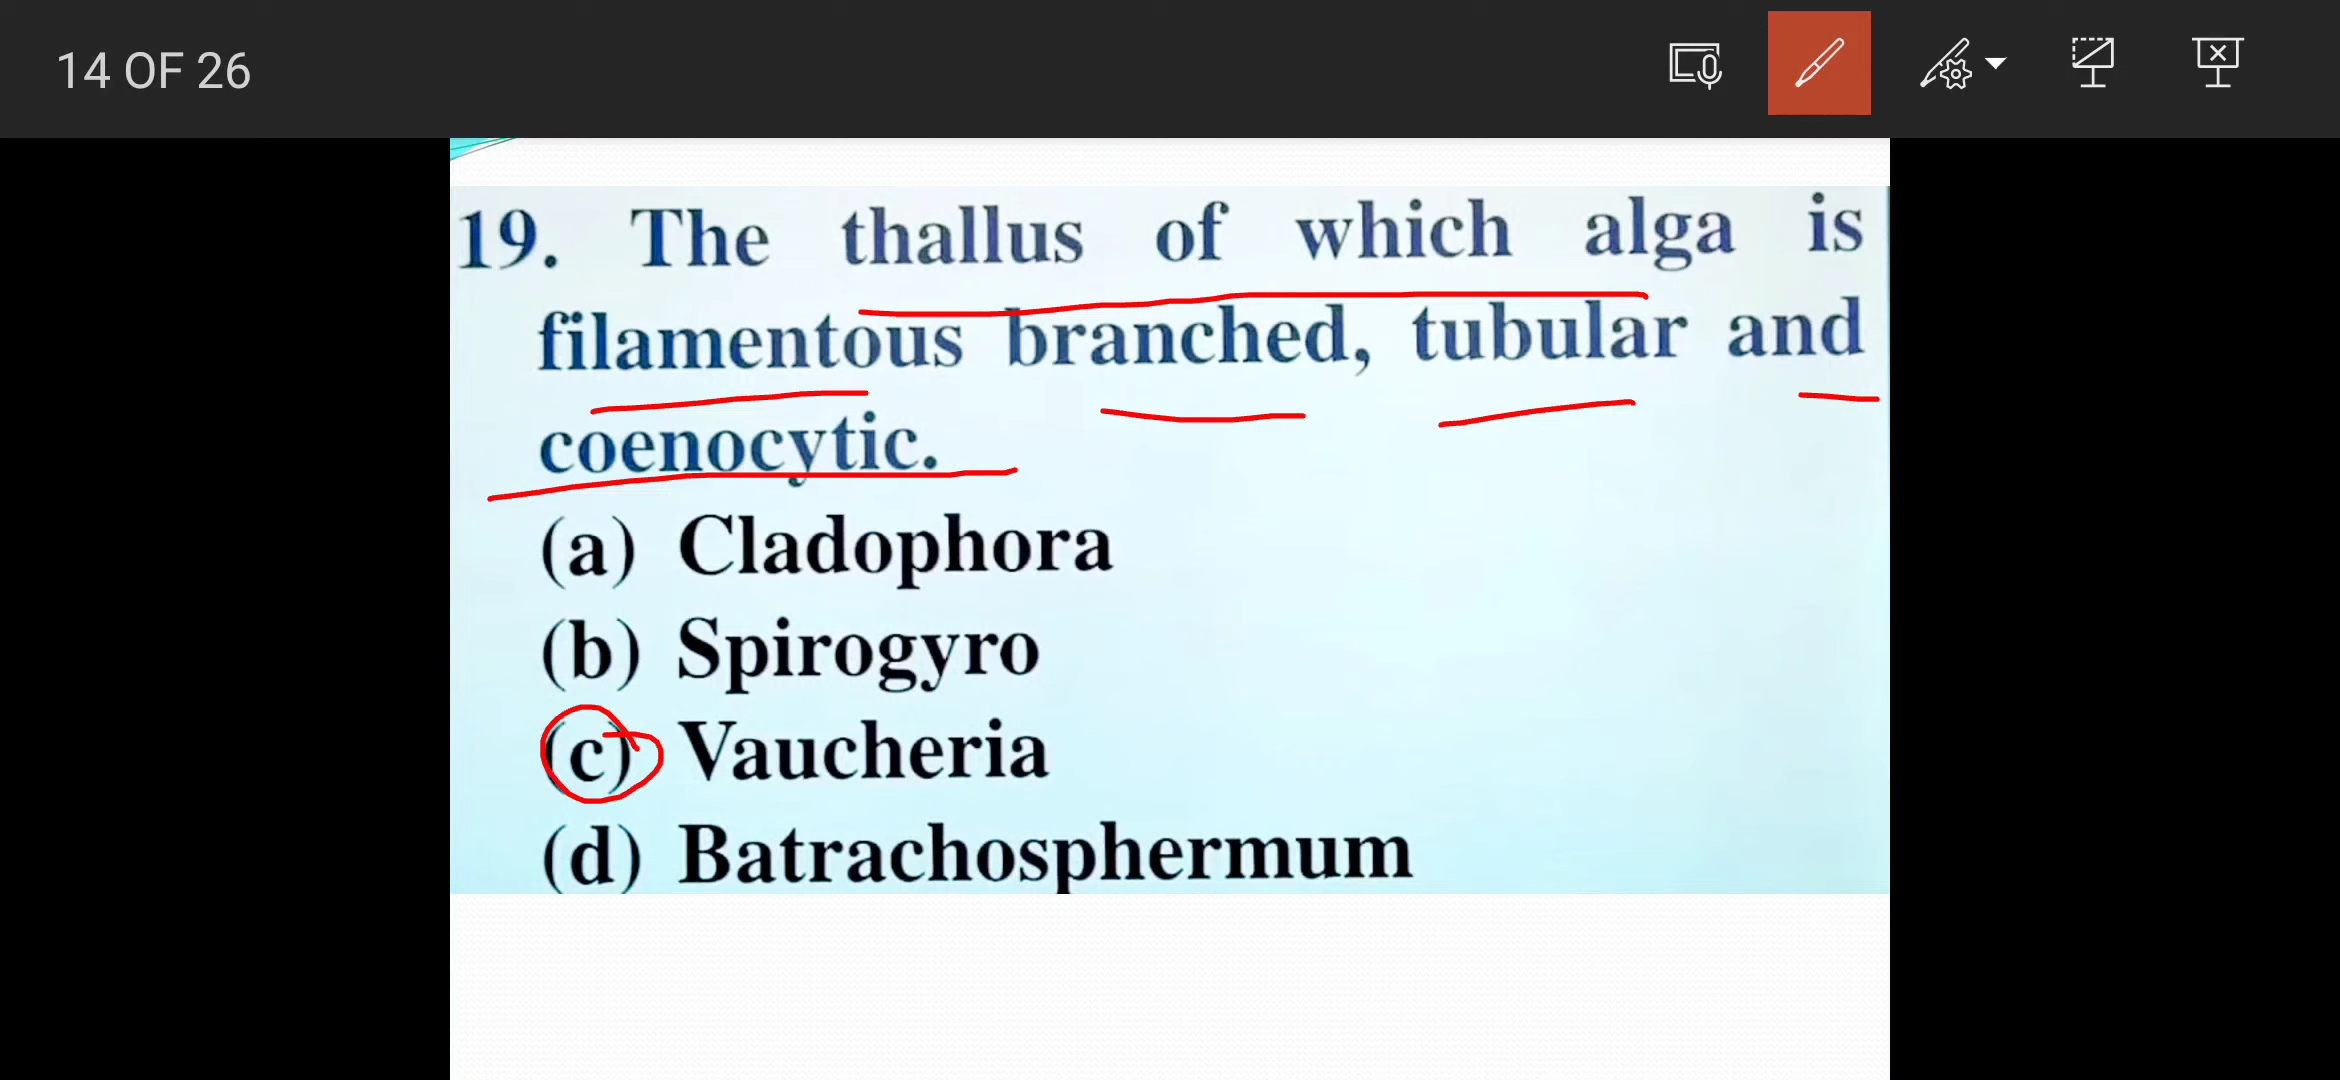 14 OF 26
19. The thallus of which alga is
filamentous branched, tubular and
coenocytic.
(a) Cladophora
(b) Spirogyro
(c) Vaucheria
(d) Batrachosphermum